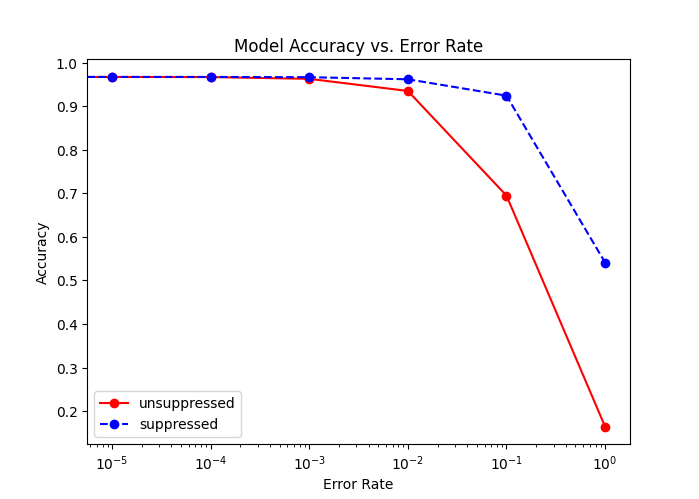 Model Accuracy vs. Error Rate
1.0
0.9
0.8
0.7
0.6
0.5
0.4
0.3
0.2
Accuracy
unsuppressed
suppressed
10⁻⁵ 10⁻⁴ 10⁻³ 10⁻² 10⁻¹ 10⁰
Error Rate